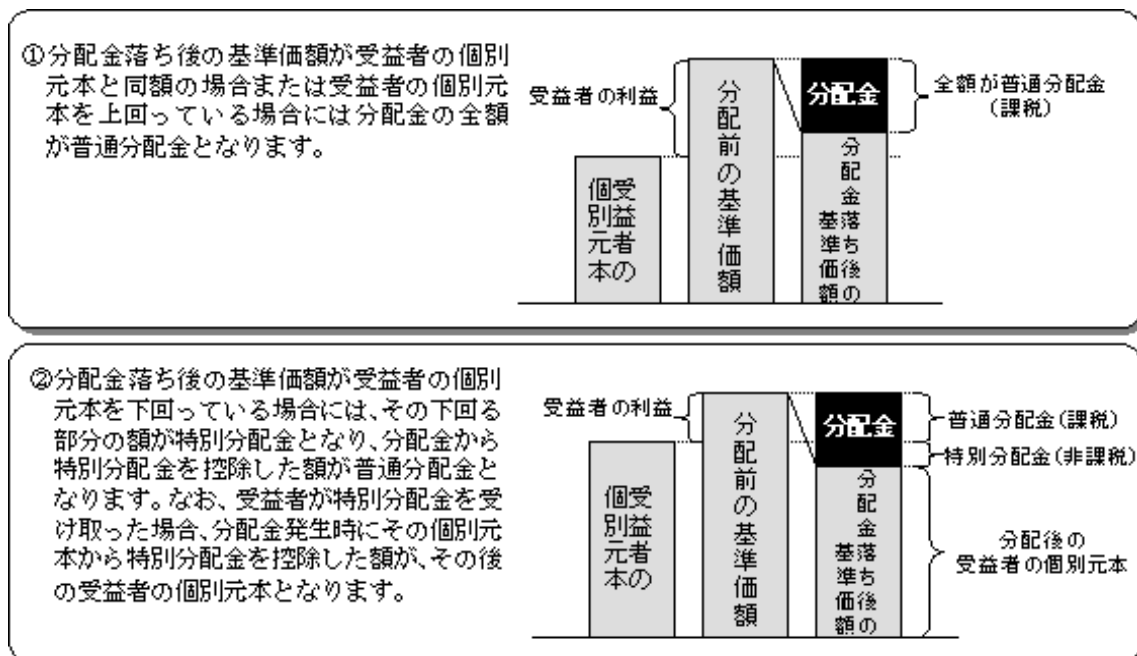 ①分配金落ち後の基準価額が受益者の個別
元本と同額の場合または受益者の個別元
本を上回っている場合には分配金の全額
が普通分配金となります。
受益者の利益
受益者の
個別元本
分配前の基準価額
分配金
分配金落ち後の
基準価額
全額が普通分配金
(課税)
②分配金落ち後の基準価額が受益者の個別
元本を下回っている場合には、その下回る
部分の額が特別分配金となり、分配金から
特別分配金を控除した額が普通分配金と
なります。なお、受益者が特別分配金を受
け取った場合、分配金発生時にその個別元
本から特別分配金を控除した額が、その後
の受益者の個別元本となります。
受益者の利益
受益者の
個別元本
分配前の基準価額
分配金
分配金落ち後の
基準価額
普通分配金(課税)
特別分配金(非課税)
分配後の
受益者の個別元本